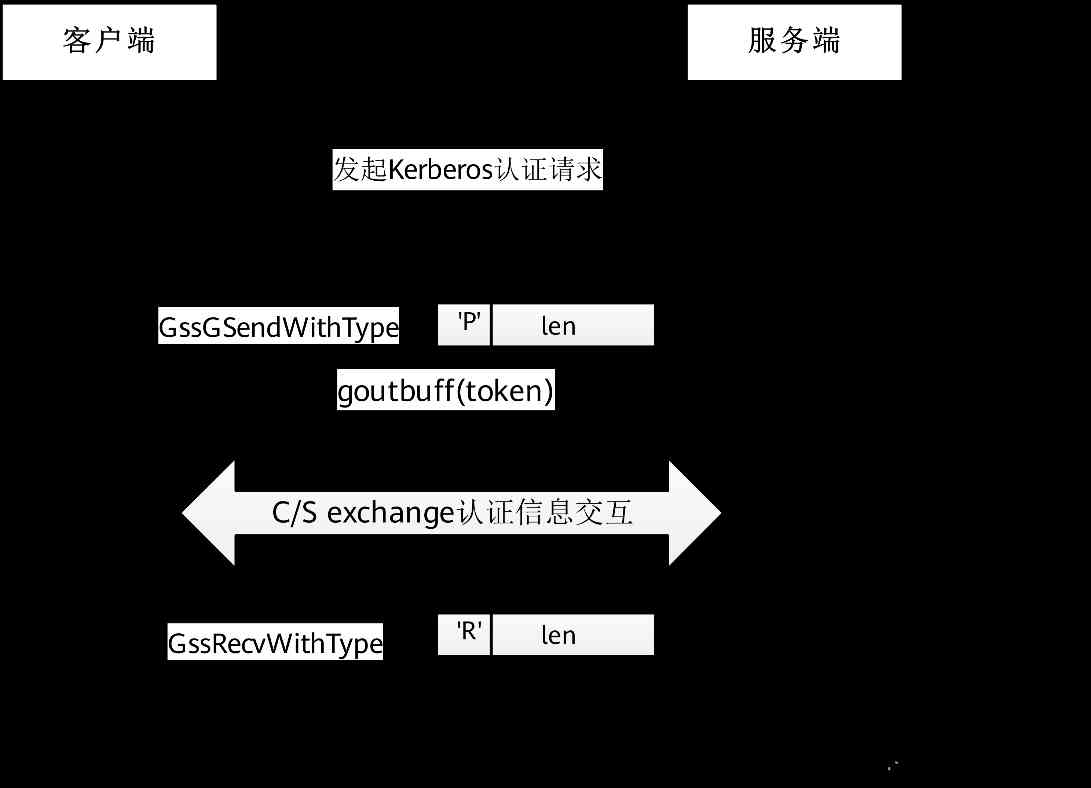 客户端
服务端
发起Kerberos认证请求
GssGSendWithType
'P'
len
goutbuff(token)
C/S exchange认证信息交互
GssRecvWithType
'R'
len